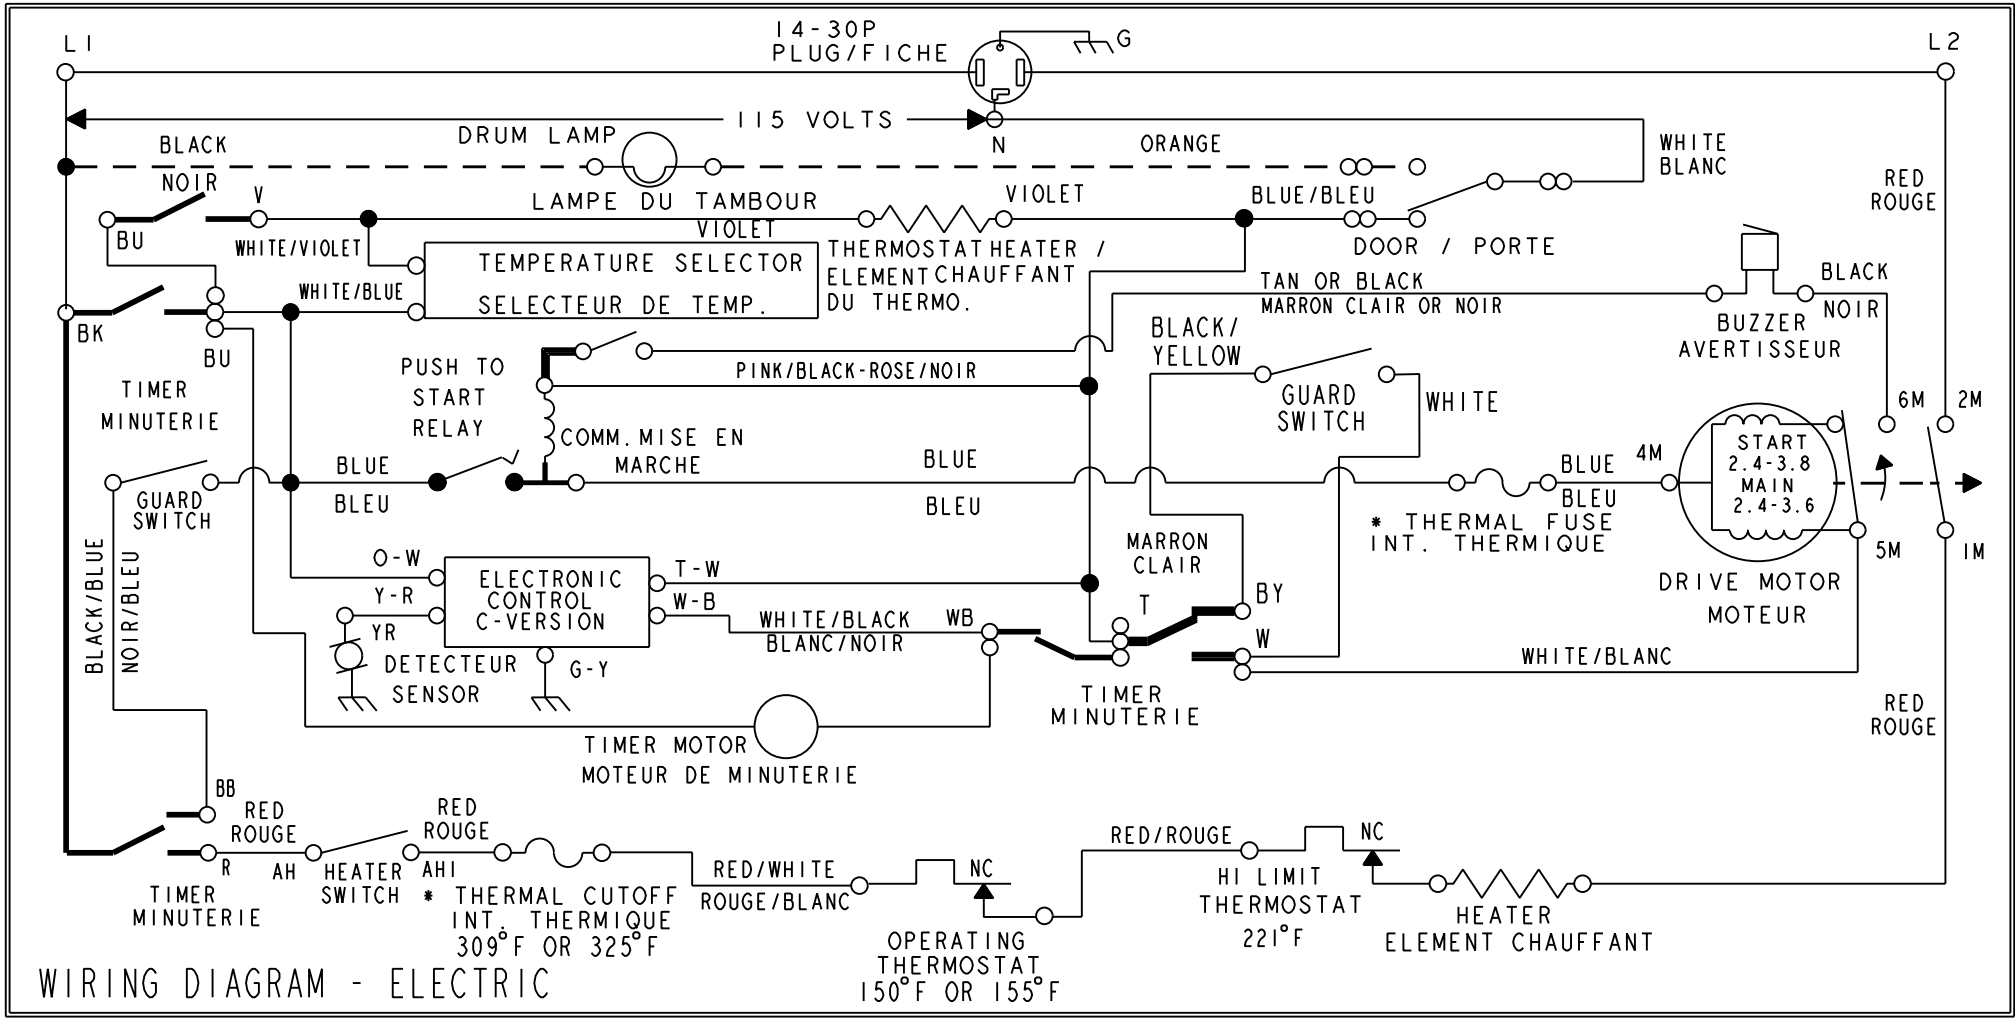 L1
14-30P
PLUG/FICHE
G
L2
115 VOLTS
N
WHITE
BLANC
BLACK
NOIR
DRUM LAMP
LAMPE DU TAMBOUR
ORANGE
RED
ROUGE
V
BU
VIOLET
VIOLET
BLUE/BLEU
DOOR / PORTE
WHITE/VIOLET
TEMPERATURE SELECTOR
SELECTEUR DE TEMP.
THERMOSTAT HEATER /
ELEMENT CHAUFFANT
DU THERMO.
WHITE/BLUE
TAN OR BLACK
MARRON CLAIR OR NOIR
BLACK
NOIR
BUZZER
AVERTISSEUR
BK
BU
TIMER
MINUTERIE
PUSH TO
START
RELAY
PINK/BLACK-ROSE/NOIR
BLACK/
YELLOW
GUARD
SWITCH
WHITE
6M
2M
COMM. MISE EN
MARCHE
BLUE
BLEU
BLUE
BLEU
BLUE
BLEU
4M
START
2.4-3.8
MAIN
2.4-3.6
GUARD
SWITCH
* THERMAL FUSE
INT. THERMIQUE
5M
1M
DRIVE MOTOR
MOTEUR
BLACK/BLUE
NOIR/BLEU
O-W
Y-R
YR
ELECTRONIC
CONTROL
C-VERSION
T-W
W-B
G-Y
DETECTEUR
SENSOR
WHITE/BLACK
BLANC/NOIR
WB
MARRON
CLAIR
T
BY
W
WHITE/BLANC
TIMER
MINUTERIE
RED
ROUGE
TIMER MOTOR
MOTEUR DE MINUTERIE
BB
RED
ROUGE
R
AH
HEATER
SWITCH
RED
ROUGE
AH1
TIMER
MINUTERIE
* THERMAL CUTOFF
INT. THERMIQUE
309°F OR 325°F
RED/WHITE
ROUGE/BLANC
NC
OPERATING
THERMOSTAT
150°F OR 155°F
RED/ROUGE
NC
HI LIMIT
THERMOSTAT
221°F
HEATER
ELEMENT CHAUFFANT
WIRING DIAGRAM - ELECTRIC